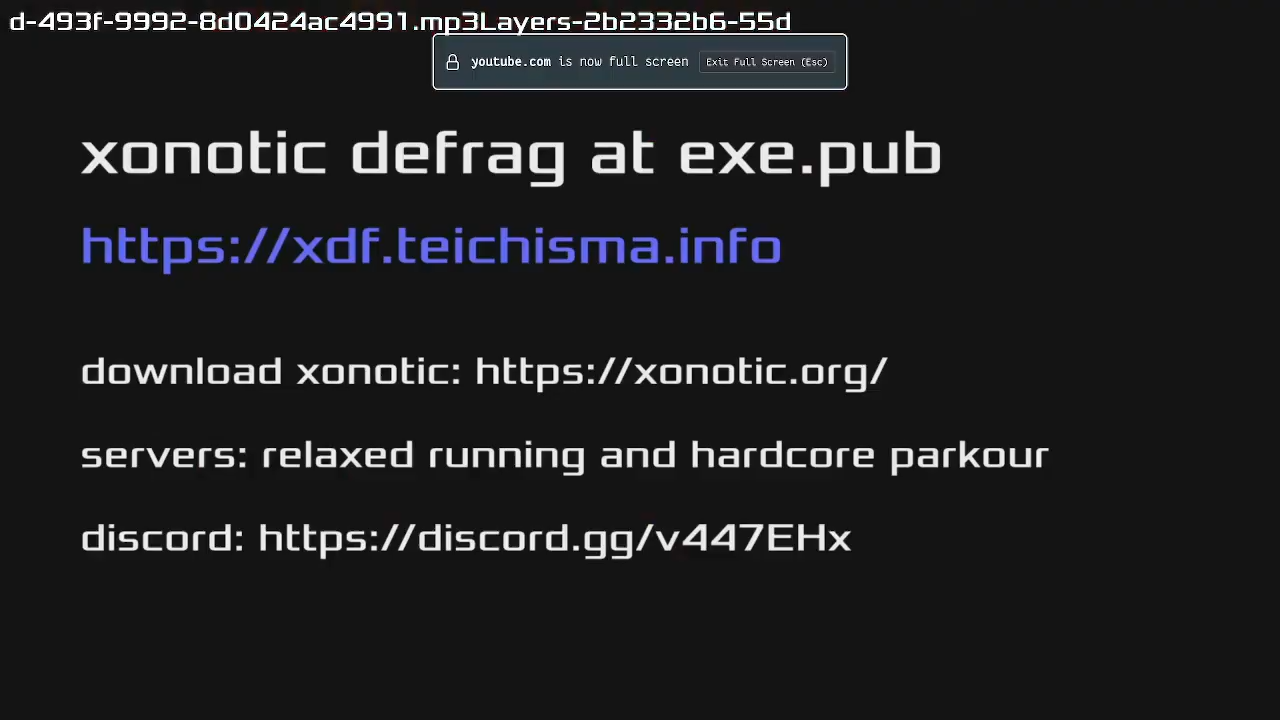 d-493f-9992-8d0424ac4991.mp3Layers-2b2332b6-55d
youtube.com is now full screen Exit Full Screen (Esc)
xonotic defrag at exe.pub
https://xdf.teichisma.info
download xonotic: https://xonotic.org/
servers: relaxed running and hardcore parkour
discord: https://discord.gg/v447EHx